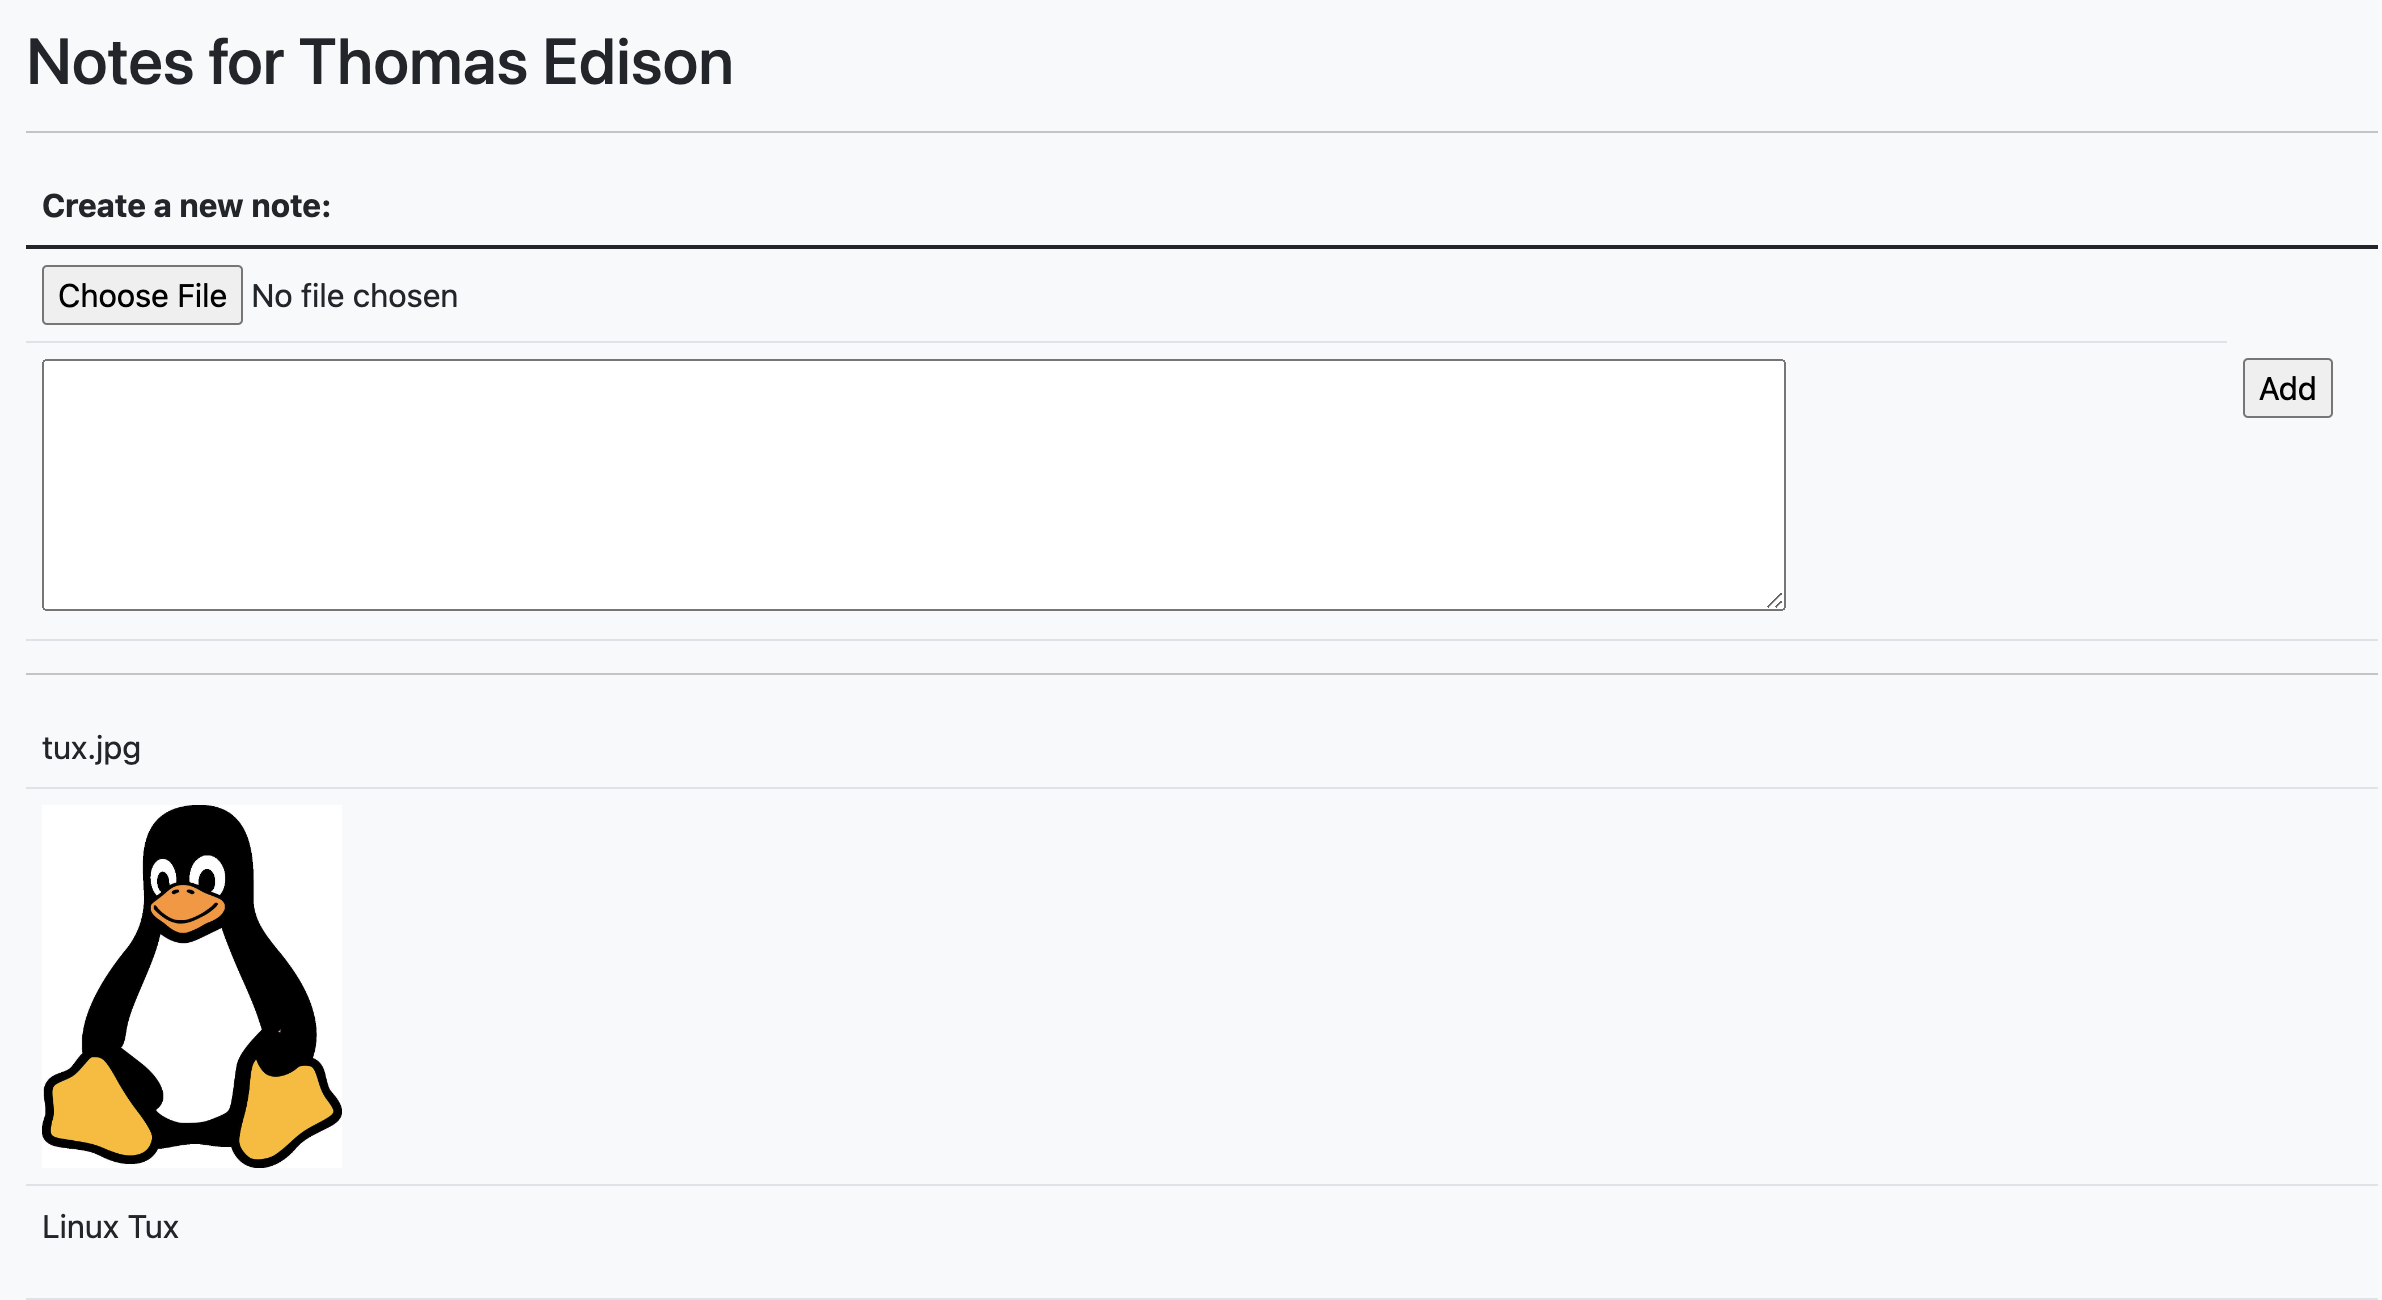 Notes for Thomas Edison
Create a new note:
Choose File No file chosen
Add
tux.jpg
Linux Tux